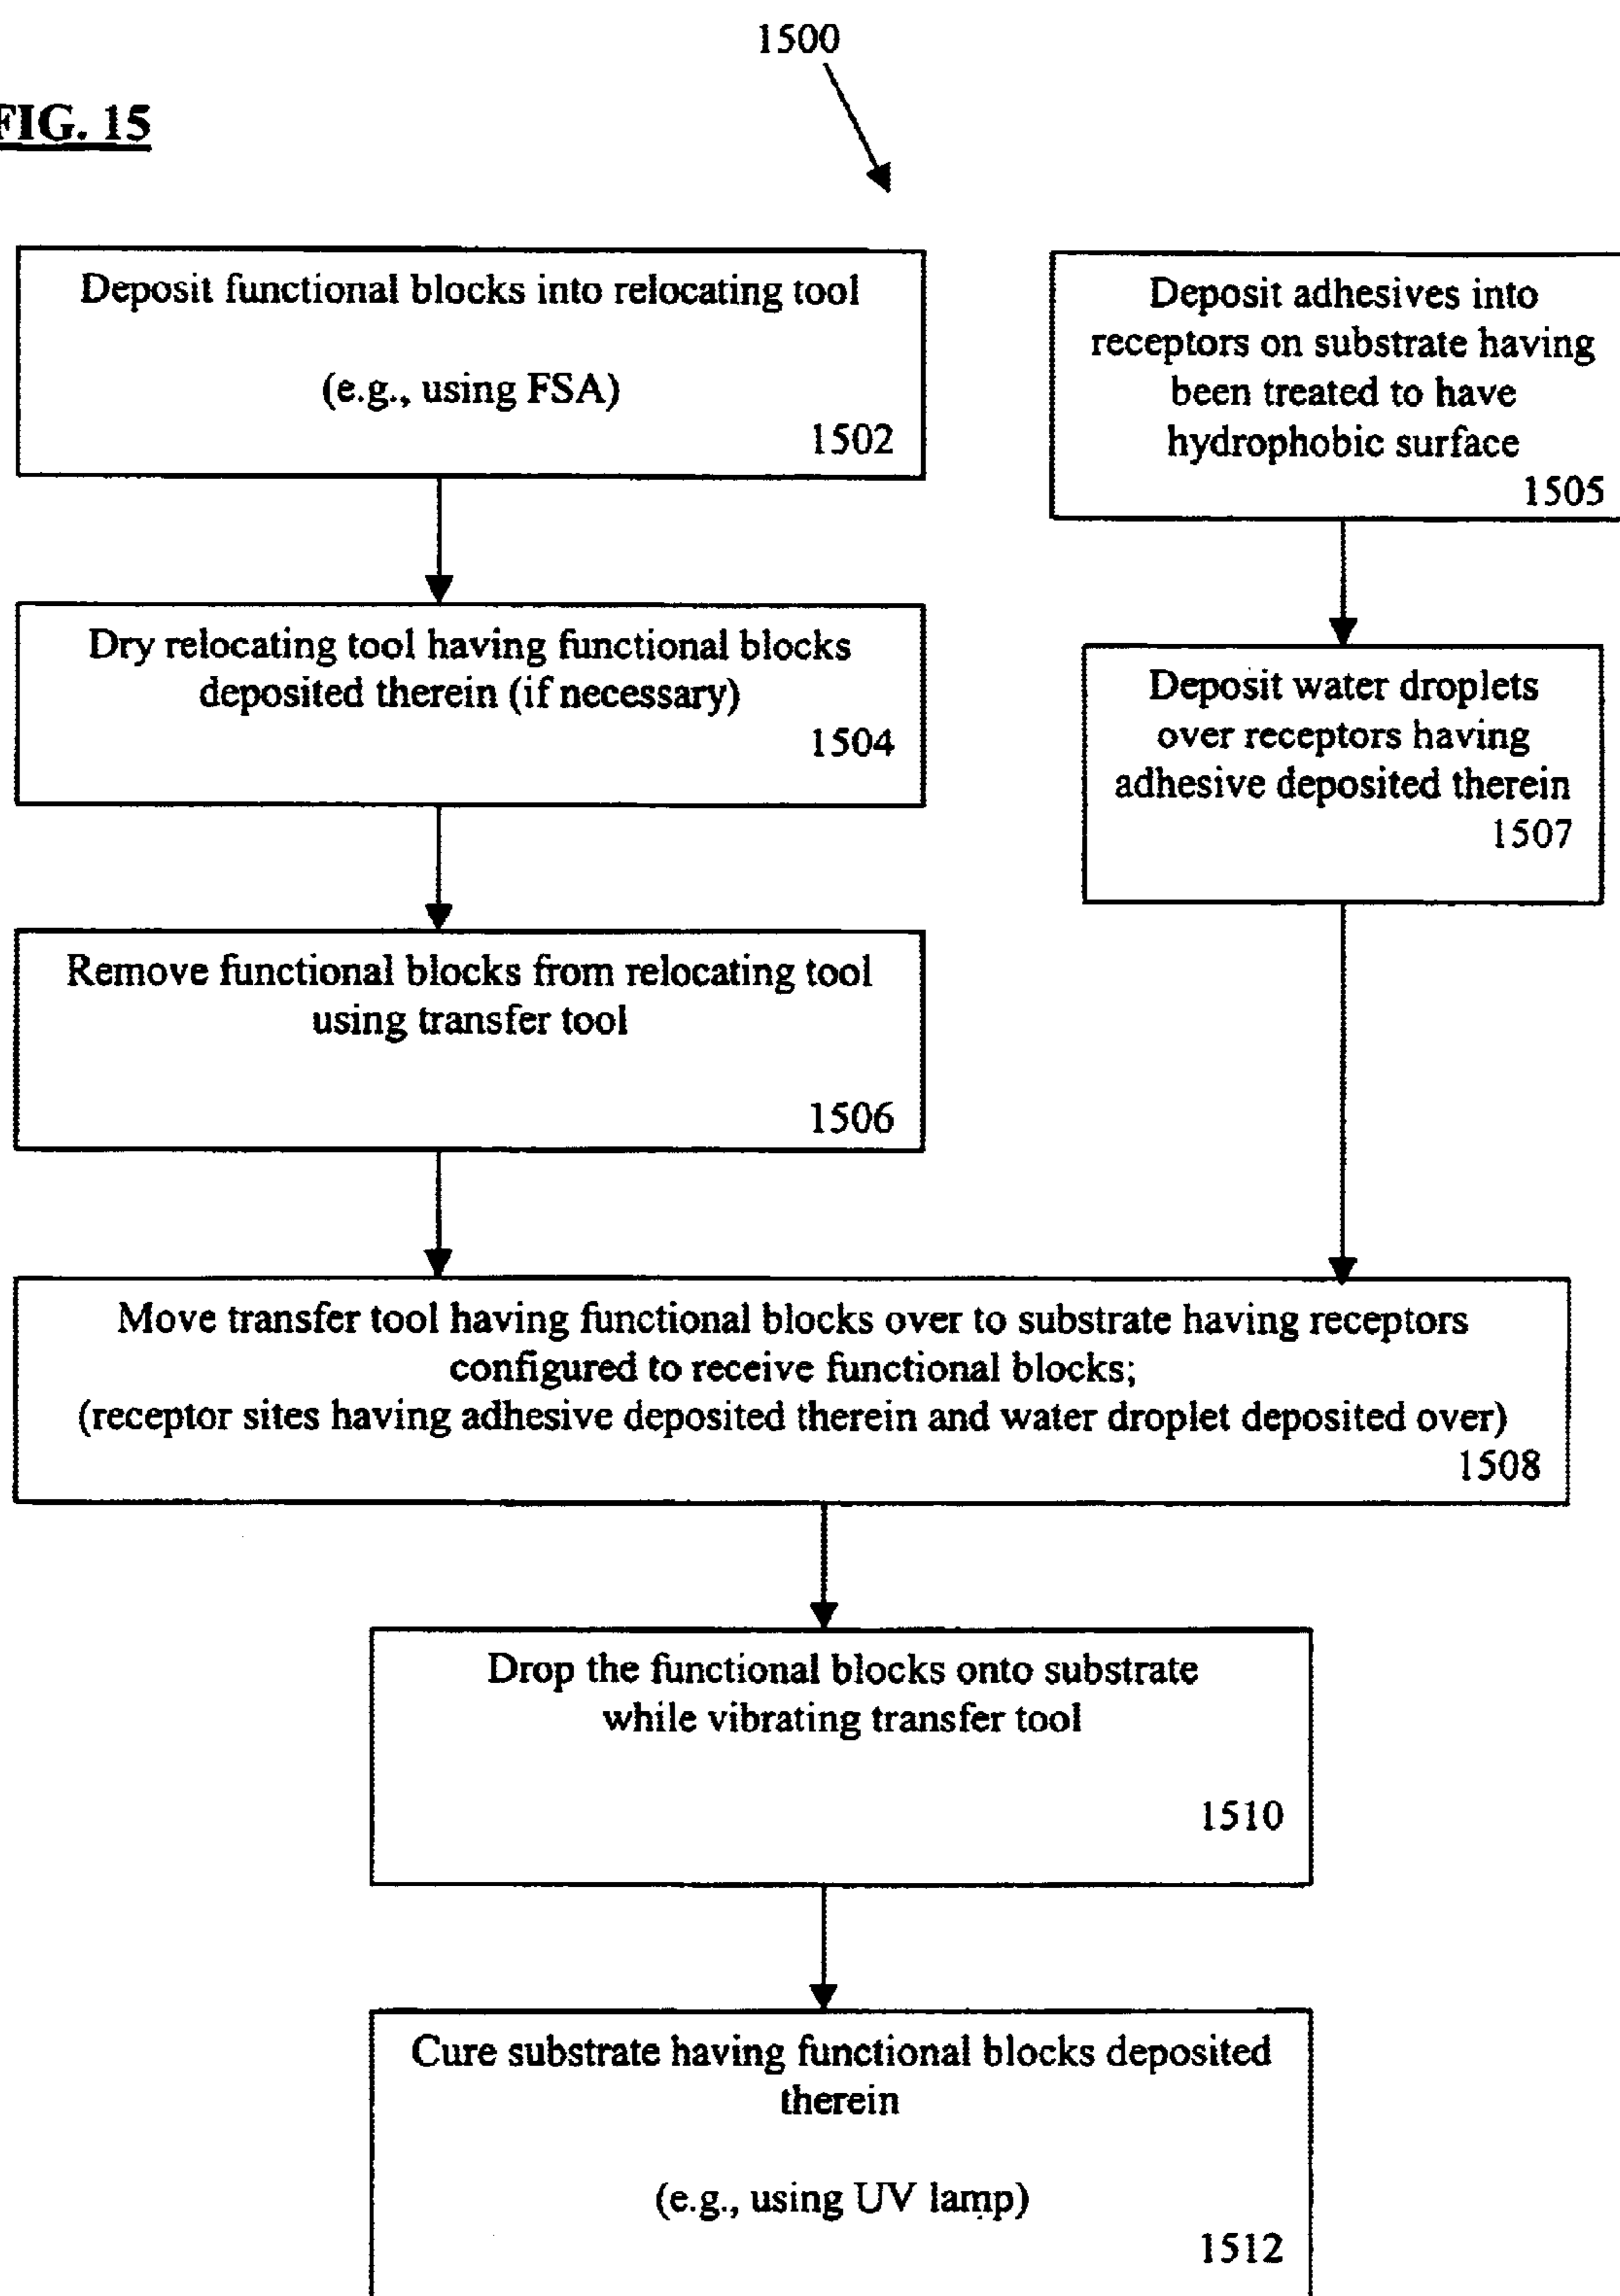 1500
FIG. 15
Deposit functional blocks into relocating tool
(e.g., using FSA)
1502
Dry relocating tool having functional blocks
deposited therein (if necessary)
1504
Remove functional blocks from relocating tool
using transfer tool
1506
Deposit adhesives into
receptors on substrate having
been treated to have
hydrophobic surface
1505
Deposit water droplets
over receptors having
adhesive deposited therein
1507
Move transfer tool having functional blocks over to substrate having receptors
configured to receive functional blocks;
(receptor sites having adhesive deposited therein and water droplet deposited over)
1508
Drop the functional blocks onto substrate
while vibrating transfer tool
1510
Cure substrate having functional blocks deposited
therein
(e.g., using UV lamp)
1512